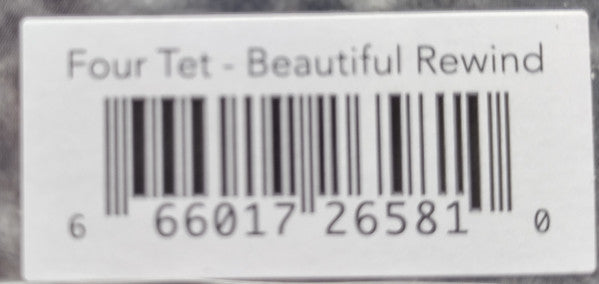 Four Tet - Beautiful Rewind
6 66017 26581 0